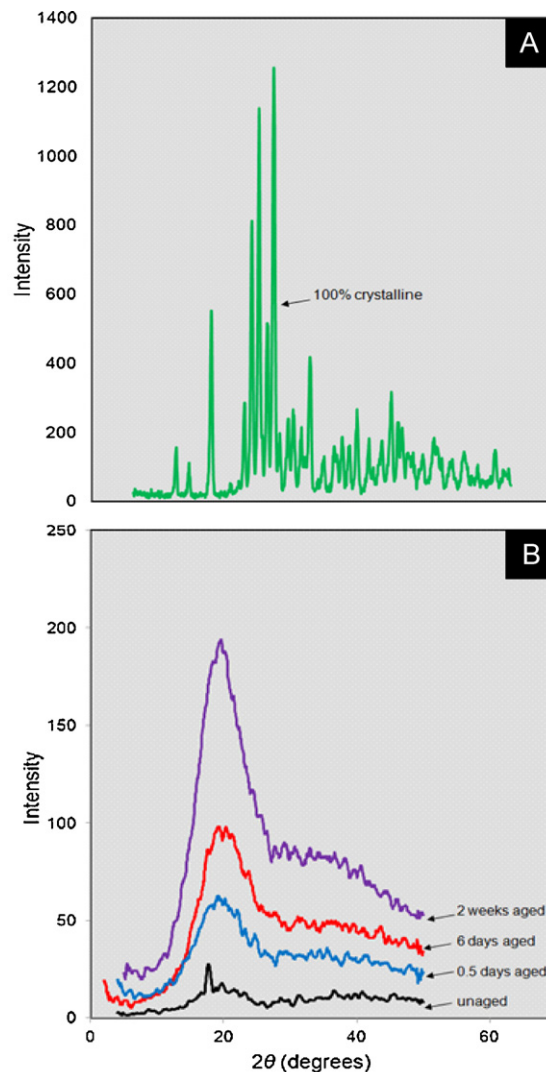 1400
A
1200
1000
800
600
400
200
0
Intensity
100% crystalline
250
B
200
150
100
50
0
Intensity
2 weeks aged
6 days aged
0.5 days aged
unaged
0 20 40 60
2θ (degrees)